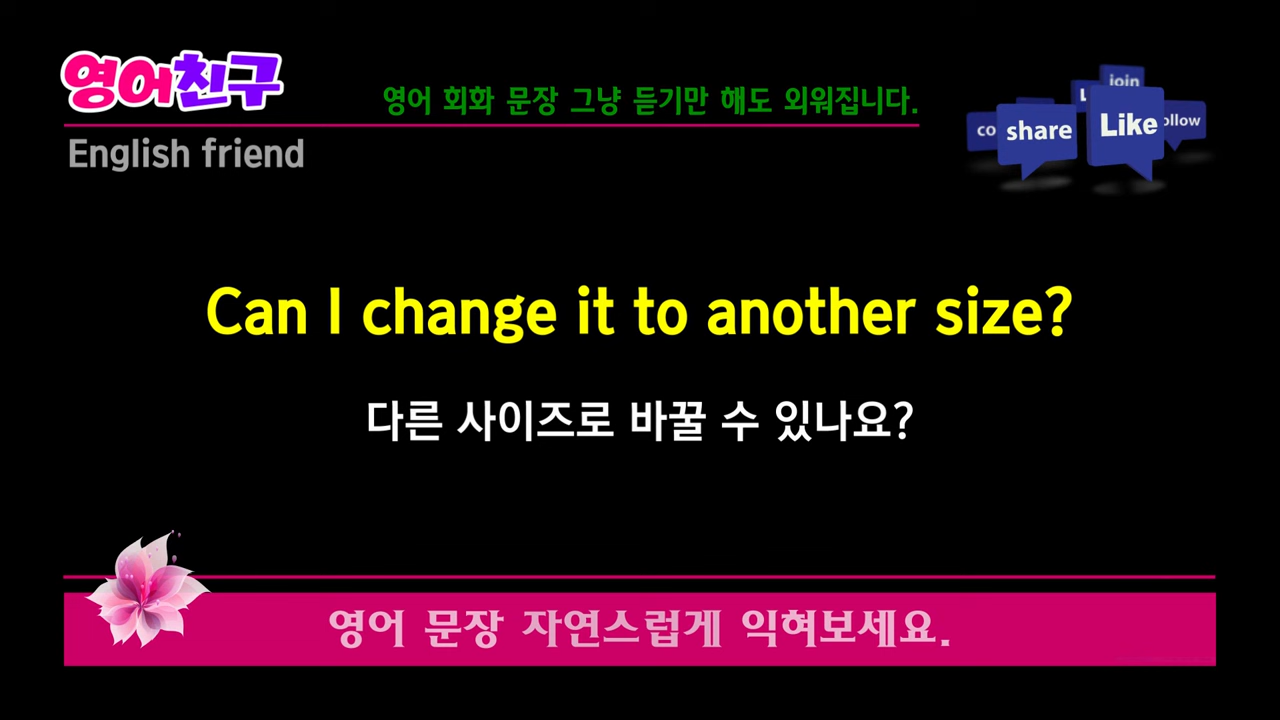 영어친구
영어 회화 문장 그냥 듣기만 해도 외워집니다.
English friend
join
share
Like
Can I change it to another size?
다른 사이즈로 바꿀 수 있나요?
영어 문장 자연스럽게 익혀보세요.